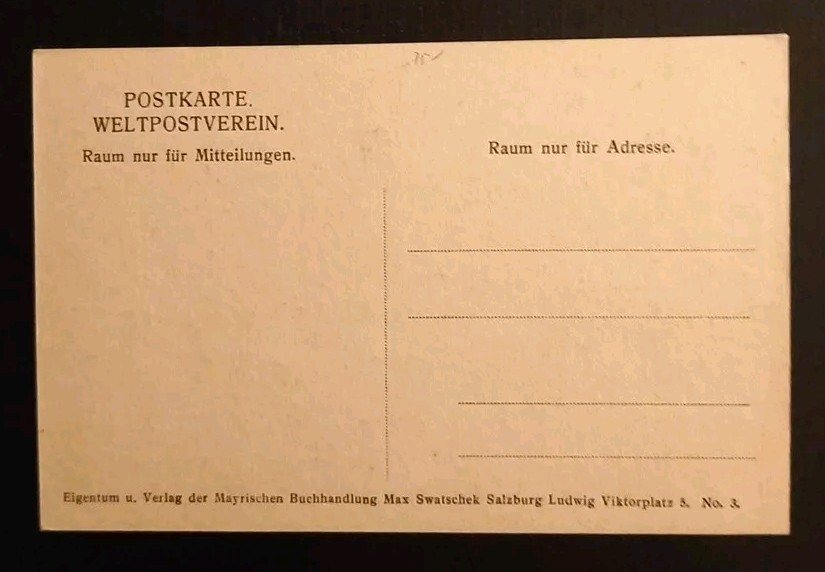 POSTKARTE.
WELTPOSTVEREIN.
Raum nur für Mitteilungen.
Raum nur für Adresse.
Eigentum u. Verlag der Mayrischen Buchhandlung Max Swatschek Salzburg Ludwig Viktorplatz 5. No. 3.